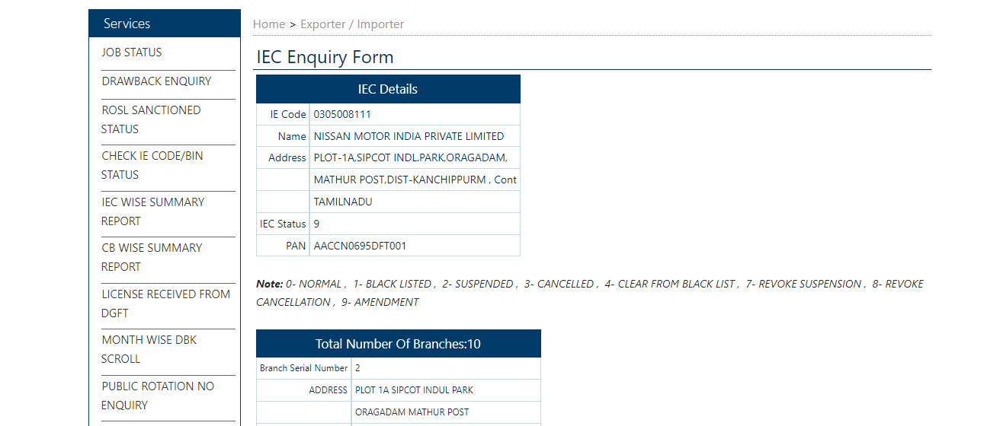 Services
JOB STATUS
DRAWBACK ENQUIRY
ROSL SANCTIONED
STATUS
CHECK IE CODE/BIN
STATUS
IEC WISE SUMMARY
REPORT
CB WISE SUMMARY
REPORT
LICENSE RECEIVED FROM
DGFT
MONTH WISE DBK
SCROLL
PUBLIC ROTATION NO
ENQUIRY
Home > Exporter / Importer
IEC Enquiry Form
IEC Details
IE Code 0305008111
Name NISSAN MOTOR INDIA PRIVATE LIMITED
Address PLOT-1A,SIPCOT INDL.PARK,ORAGADAM,
MATHUR POST,DIST-KANCHIPPURM , Cont
TAMILNADU
IEC Status 9
PAN AACCN0695DFT001
Note: 0- NORMAL , 1- BLACK LISTED , 2- SUSPENDED , 3- CANCELLED , 4- CLEAR FROM BLACK LIST , 7- REVOKE SUSPENSION , 8- REVOKE
CANCELLATION , 9- AMENDMENT
Total Number Of Branches:10
Branch Serial Number 2
ADDRESS PLOT 1A SIPCOT INDUL PARK
ORAGADAM MATHUR POST